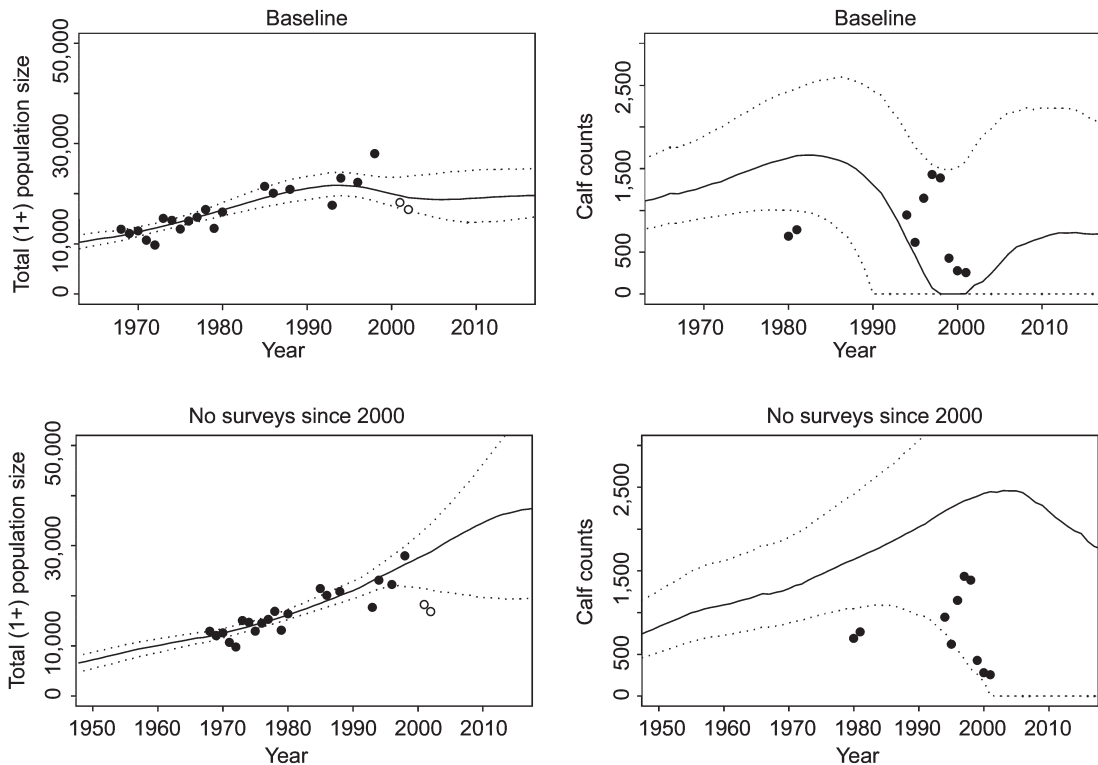 Baseline
Total (1+) population size
50,000
30,000
10,000
0
1970 1980 1990 2000 2010
Year
Baseline
Calf counts
2,500
1,500
500
0
1970 1980 1990 2000 2010
Year
No surveys since 2000
Total (1+) population size
50,000
30,000
10,000
0
1950 1960 1970 1980 1990 2000 2010
Year
No surveys since 2000
Calf counts
2,500
1,500
500
0
1950 1960 1970 1980 1990 2000 2010
Year